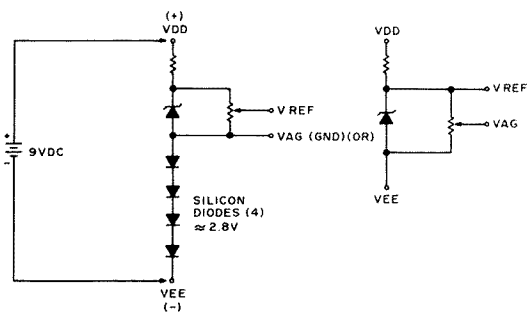 (+)
VDD
VDD
V REF
V REF
VAG (GND)(OR)
VAG
+
9VDC
-
SILICON
DIODES (4)
≈ 2.8V
VEE
VEE
(-)